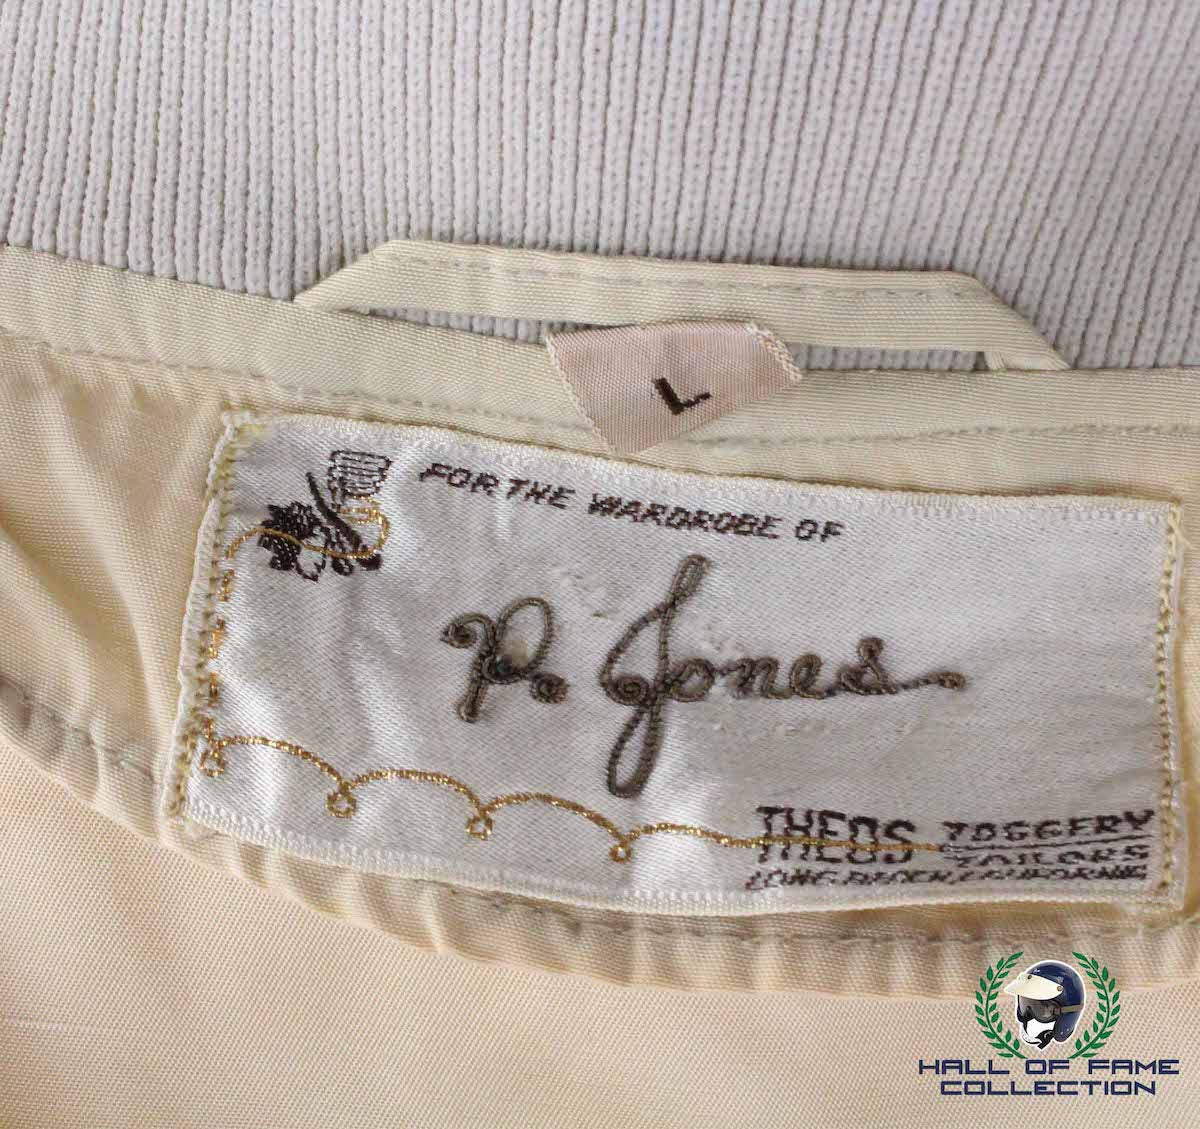 L
FOR THE WARDROBE OF
P. Jones
THEOS TOGGERY
TAILORS
LONG BEACH, CALIFORNIA
HALL OF FAME
COLLECTION